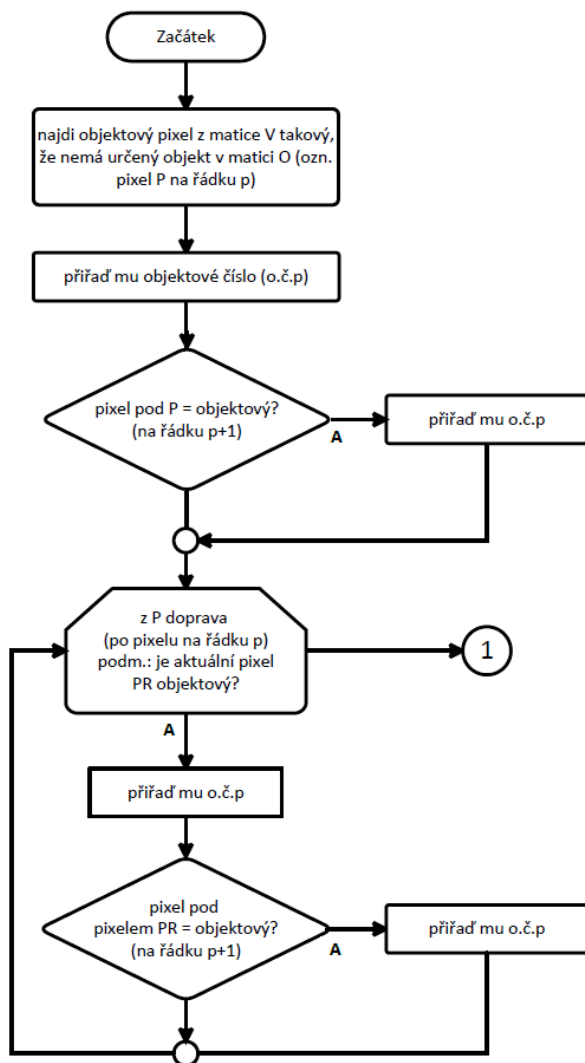 Začátek
najdi objektový pixel z matice V takový,
že nemá určený objekt v matici O (ozn.
pixel P na řádku p)
přiřaď mu objektové číslo (o.č.p)
pixel pod P = objektový?
(na řádku p+1)
A
přiřaď mu o.č.p
z P doprava
(po pixelu na řádku p)
podm.: je aktuální pixel
PR objektový?
1
A
přiřaď mu o.č.p
pixel pod
pixelem PR = objektový?
(na řádku p+1)
A
přiřaď mu o.č.p